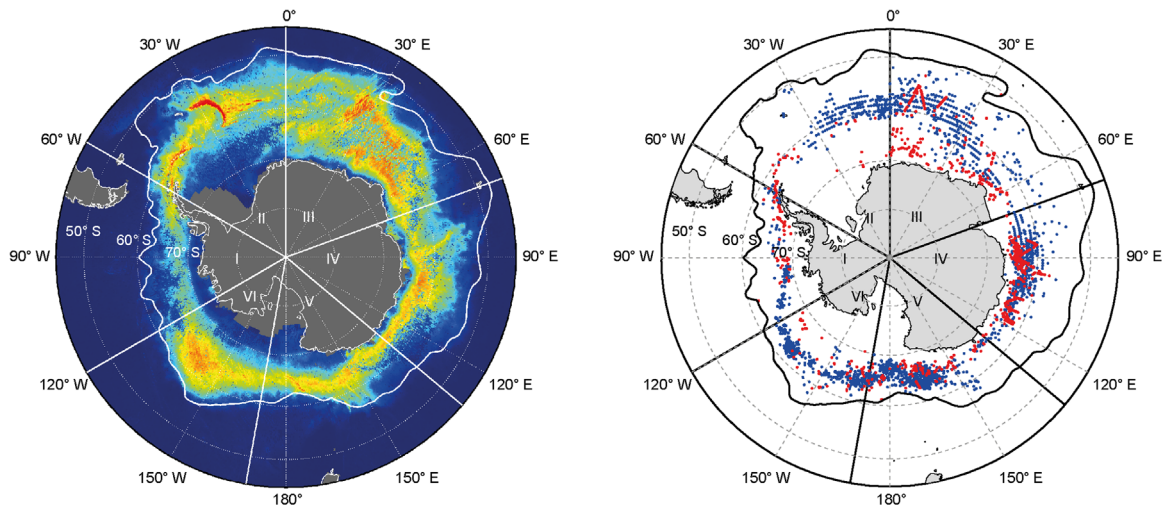 0°
30° W
30° E
60° W
60° E
50° S
60° S
70° S
90° W
90° E
II
III
I
IV
VI
V
120° W
120° E
150° W
150° E
180°
0°
30° W
30° E
60° W
60° E
50° S
60° S
70° S
90° W
90° E
II
III
I
IV
VI
V
120° W
120° E
150° W
150° E
180°